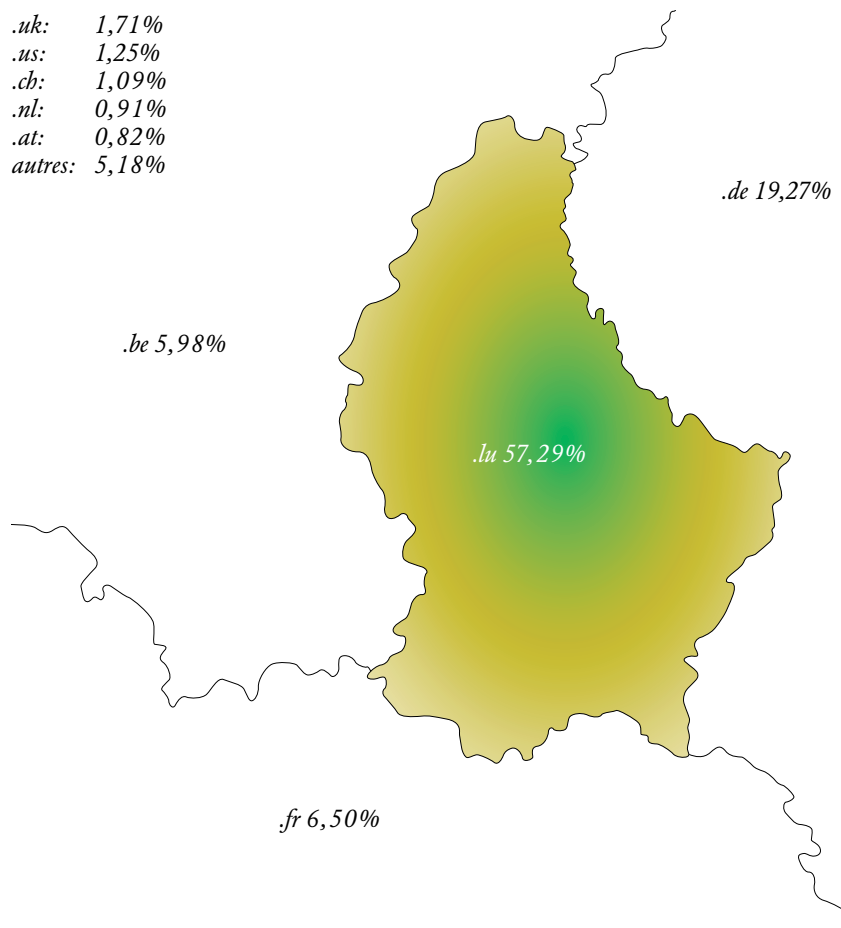 .uk: 1,71%
.us: 1,25%
.ch: 1,09%
.nl: 0,91%
.at: 0,82%
autres: 5,18%
.de 19,27%
.be 5,98%
.lu 57,29%
.fr 6,50%